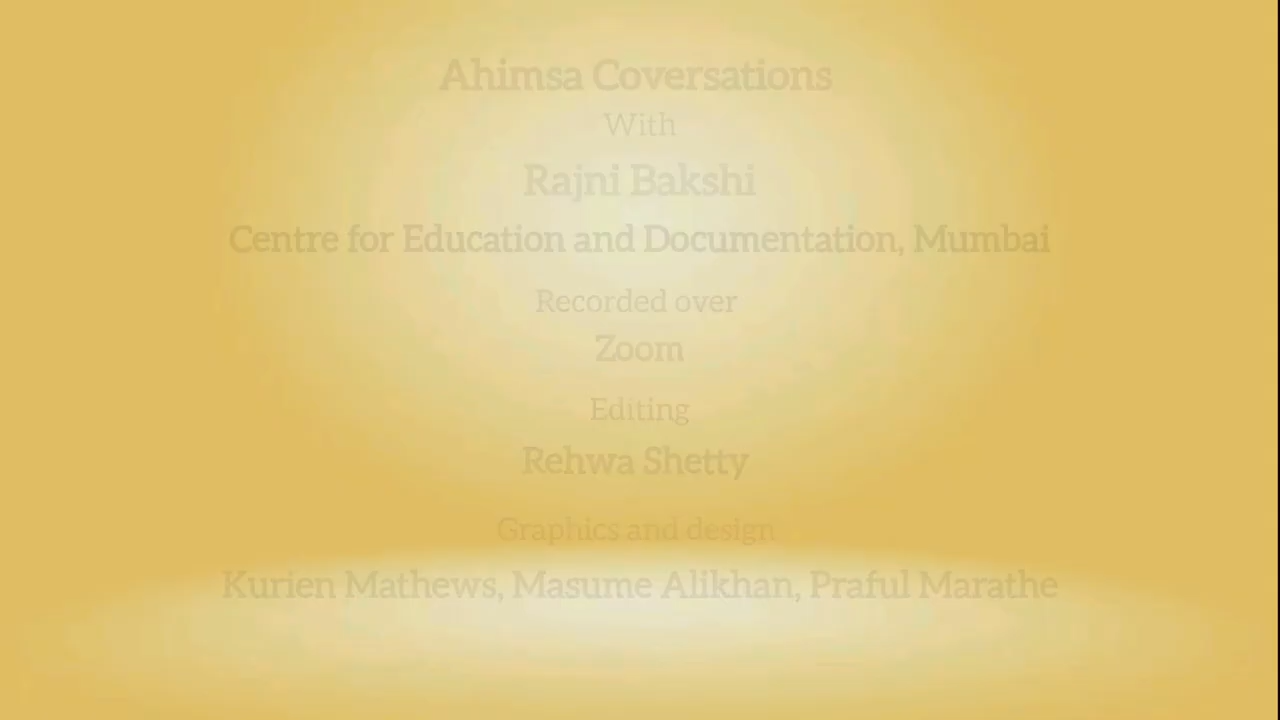 Ahimsa Coversations
With
Rajni Bakshi
Centre for Education and Documentation, Mumbai
Recorded over
Zoom
Editing
Rehwa Shetty
Graphics and design
Kurien Mathews, Masume Alikhan, Praful Marathe